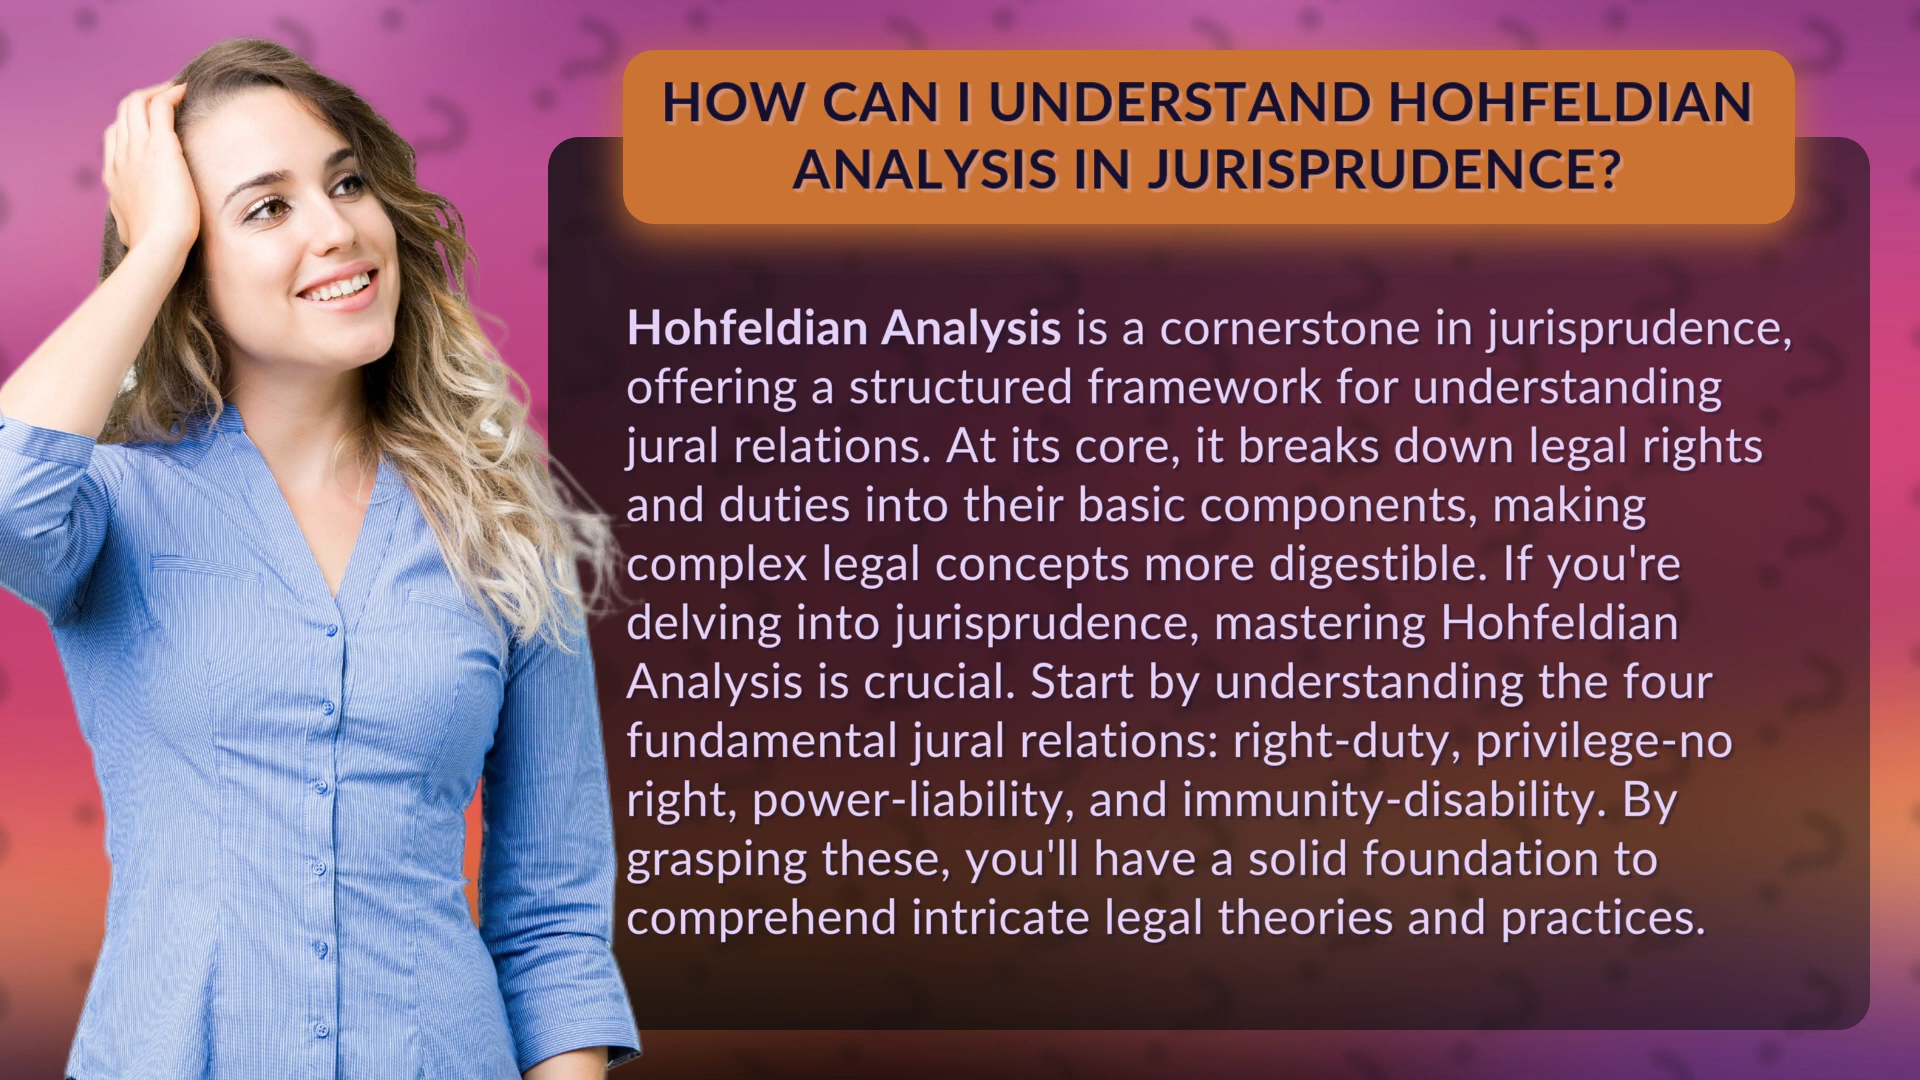 HOW CAN I UNDERSTAND HOHFELDIAN
ANALYSIS IN JURISPRUDENCE?
Hohfeldian Analysis is a cornerstone in jurisprudence,
offering a structured framework for understanding
jural relations. At its core, it breaks down legal rights
and duties into their basic components, making
complex legal concepts more digestible. If you're
delving into jurisprudence, mastering Hohfeldian
Analysis is crucial. Start by understanding the four
fundamental jural relations: right-duty, privilege-no
right, power-liability, and immunity-disability. By
grasping these, you'll have a solid foundation to
comprehend intricate legal theories and practices.